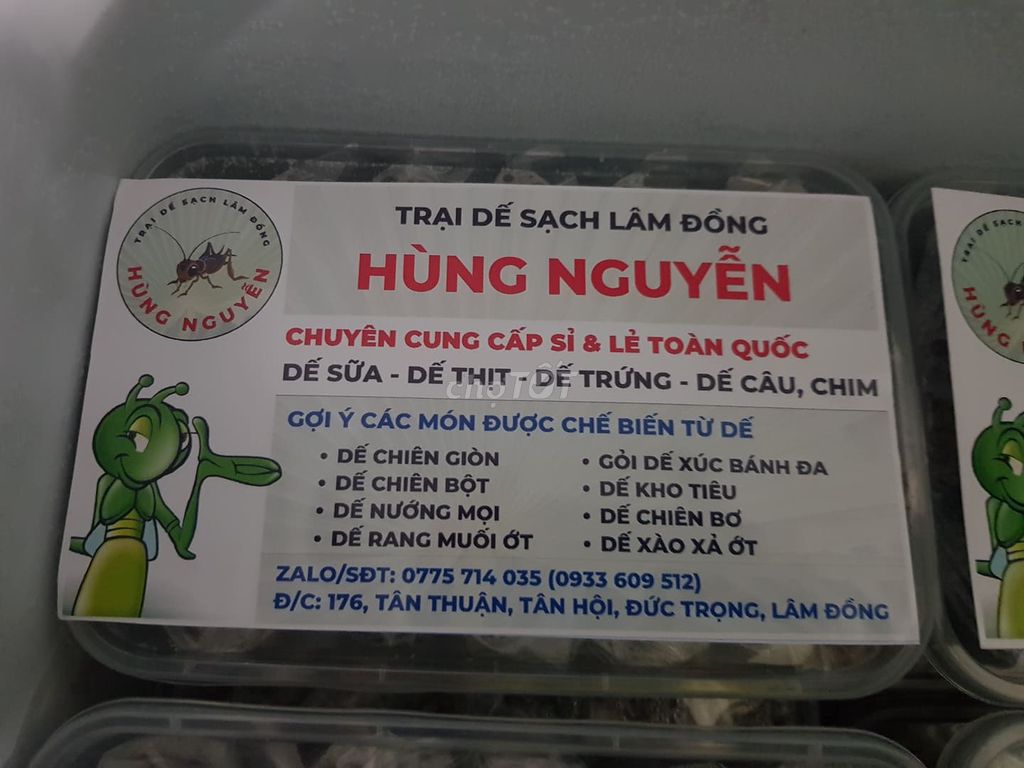 TRẠI DẾ SẠCH LÂM ĐỒNG
HÙNG NGUYỄN
TRẠI DẾ SẠCH LÂM ĐỒNG
HÙNG NGUYỄN
CHUYÊN CUNG CẤP SỈ & LẺ TOÀN QUỐC
DẾ SỮA - DẾ THỊT - DẾ TRỨNG - DẾ CÂU, CHIM
chợTỐT
GỢI Ý CÁC MÓN ĐƯỢC CHẾ BIẾN TỪ DẾ
• DẾ CHIÊN GIÒN
• DẾ CHIÊN BỘT
• DẾ NƯỚNG MỌI
• DẾ RANG MUỐI ỚT
• GỎI DẾ XÚC BÁNH ĐA
• DẾ KHO TIÊU
• DẾ CHIÊN BƠ
• DẾ XÀO XẢ ỚT
ZALO/SĐT: 0775 714 035 (0933 609 512)
Đ/C: 176, TÂN THUẬN, TÂN HỘI, ĐỨC TRỌNG, LÂM ĐỒNG
TRẠI DẾ SẠCH
HÙNG